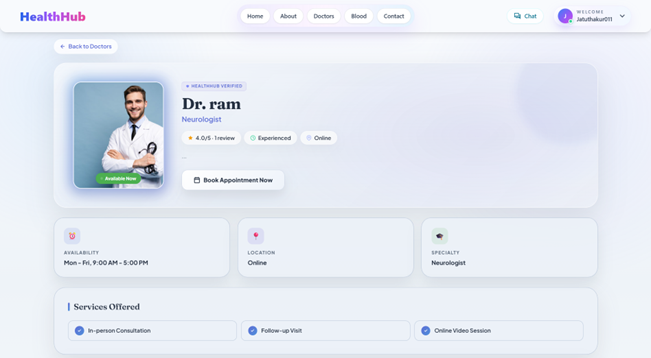 HealthHub
Home
About
Doctors
Blood
Contact
Chat
J
WELCOME
Jatuthakur011
← Back to Doctors
HEALTHHUB VERIFIED
Dr. ram
Neurologist
4.0/5 · 1 review
Experienced
Online
...
Available Now
Book Appointment Now
AVAILABILITY
Mon – Fri, 9:00 AM – 5:00 PM
LOCATION
Online
SPECIALTY
Neurologist
Services Offered
In-person Consultation
Follow-up Visit
Online Video Session